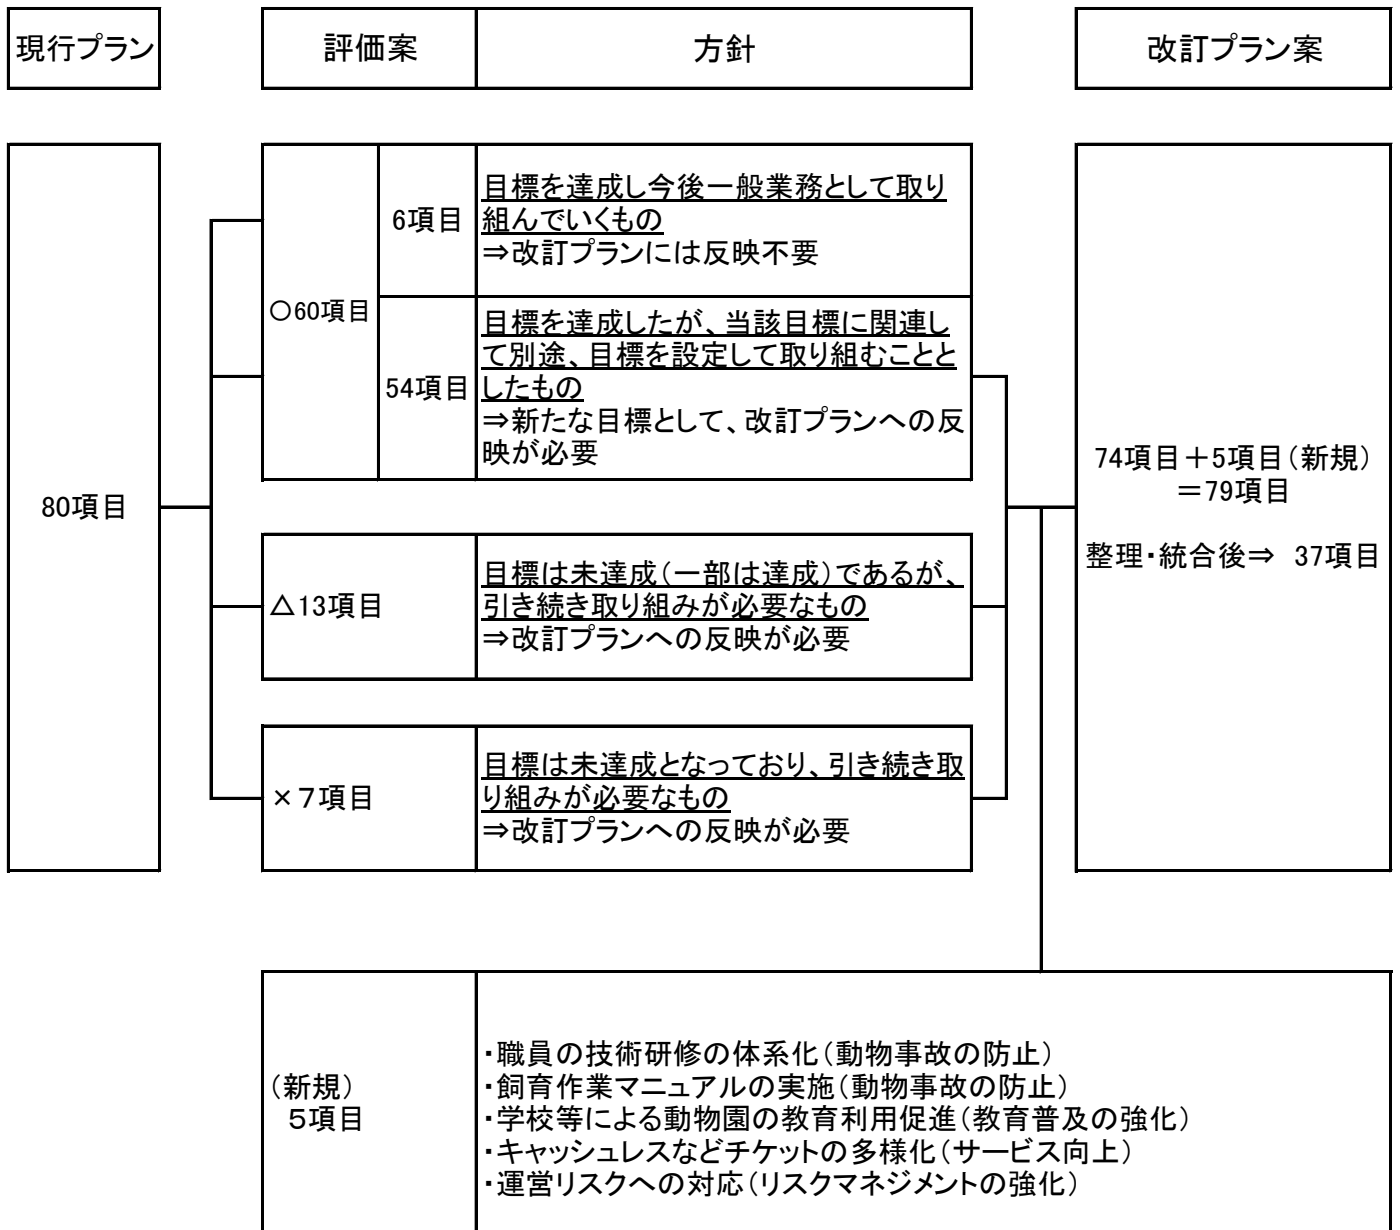 現行プラン
評価案
方針
改訂プラン案
80項目
○60項目
6項目
目標を達成し今後一般業務として取り
組んでいくもの
⇒改訂プランには反映不要
54項目
目標を達成したが、当該目標に関連し
て別途、目標を設定して取り組むことと
したもの
⇒新たな目標として、改訂プランへの反
映が必要
△13項目
目標は未達成(一部は達成)であるが、
引き続き取り組みが必要なもの
⇒改訂プランへの反映が必要
×7項目
目標は未達成となっており、引き続き取
り組みが必要なもの
⇒改訂プランへの反映が必要
74項目+5項目(新規)
=79項目
整理・統合後⇒ 37項目
(新規)
5項目
・職員の技術研修の体系化(動物事故の防止)
・飼育作業マニュアルの実施(動物事故の防止)
・学校等による動物園の教育利用促進(教育普及の強化)
・キャッシュレスなどチケットの多様化(サービス向上)
・運営リスクへの対応(リスクマネジメントの強化)